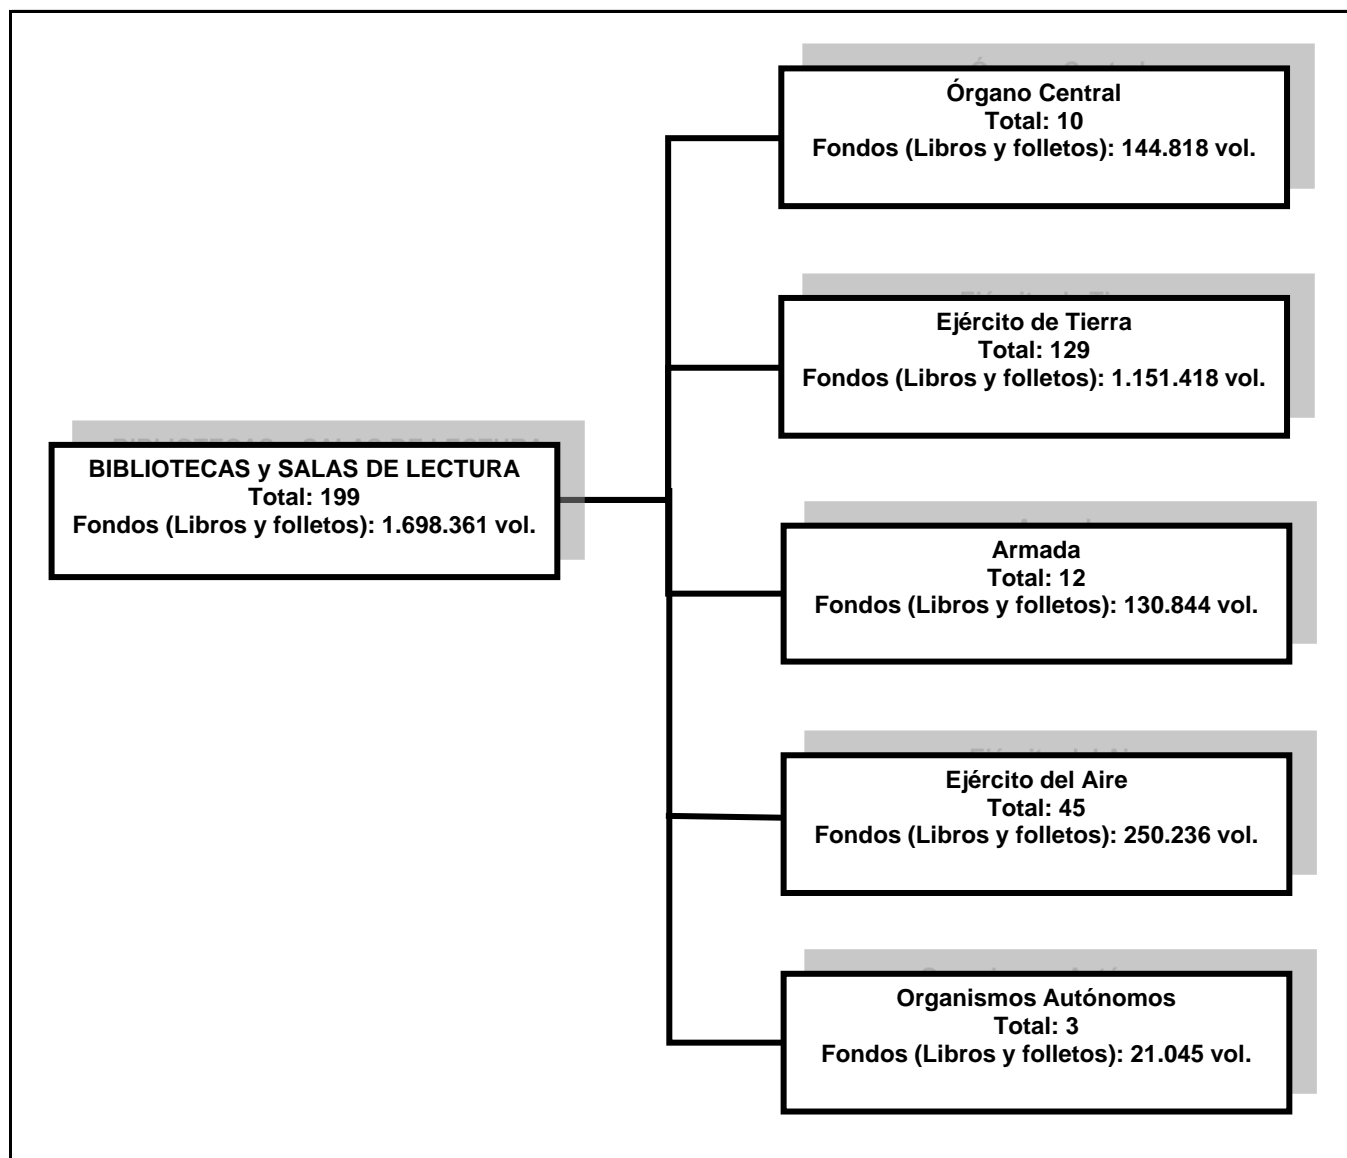 Órgano Central
Total: 10
Fondos (Libros y folletos): 144.818 vol.
Ejército de Tierra
Total: 129
Fondos (Libros y folletos): 1.151.418 vol.
BIBLIOTECAS y SALAS DE LECTURA
Total: 199
Fondos (Libros y folletos): 1.698.361 vol.
Armada
Total: 12
Fondos (Libros y folletos): 130.844 vol.
Ejército del Aire
Total: 45
Fondos (Libros y folletos): 250.236 vol.
Organismos Autónomos
Total: 3
Fondos (Libros y folletos): 21.045 vol.